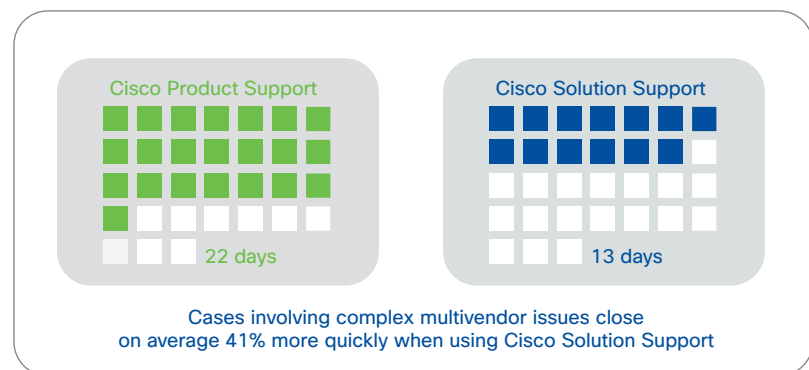 Cisco Product Support
22 days
Cisco Solution Support
13 days
Cases involving complex multivendor issues close
on average 41% more quickly when using Cisco Solution Support